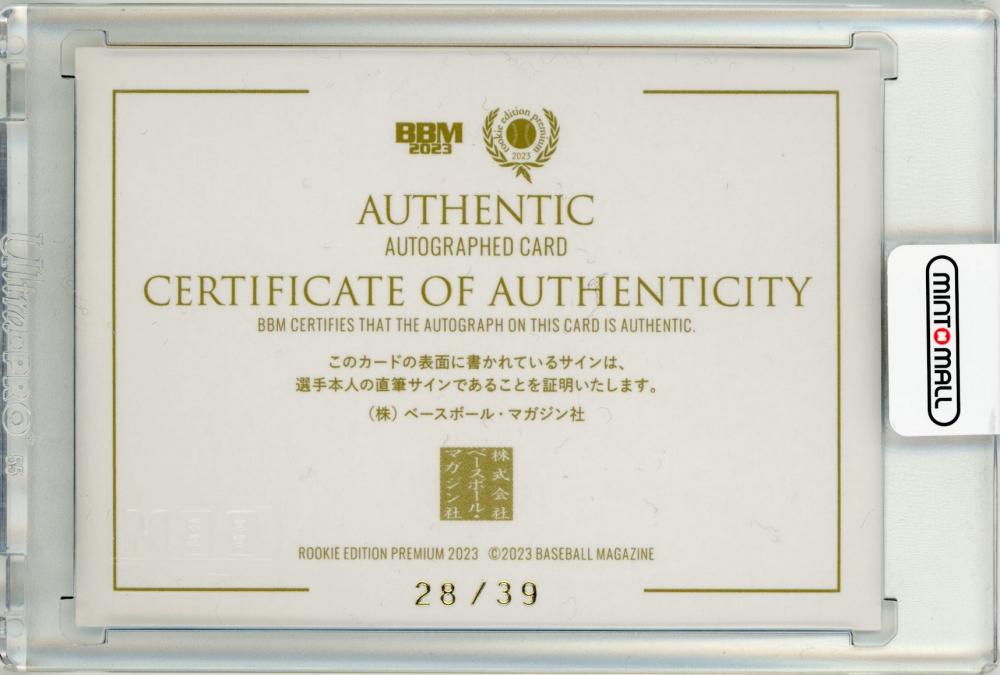 BBM
2023
rookie edition premium
2023
AUTHENTIC
AUTOGRAPHED CARD
CERTIFICATE OF AUTHENTICITY
BBM CERTIFIES THAT THE AUTOGRAPH ON THIS CARD IS AUTHENTIC.
このカードの表面に書かれているサインは、
選手本人の直筆サインであることを証明いたします。
(株) ベースボール・マガジン社
株式会社
ベースボール・
マガジン社
ROOKIE EDITION PREMIUM 2023 ©2023 BASEBALL MAGAZINE
28/39
MINTOMALL
Ultra·PRO